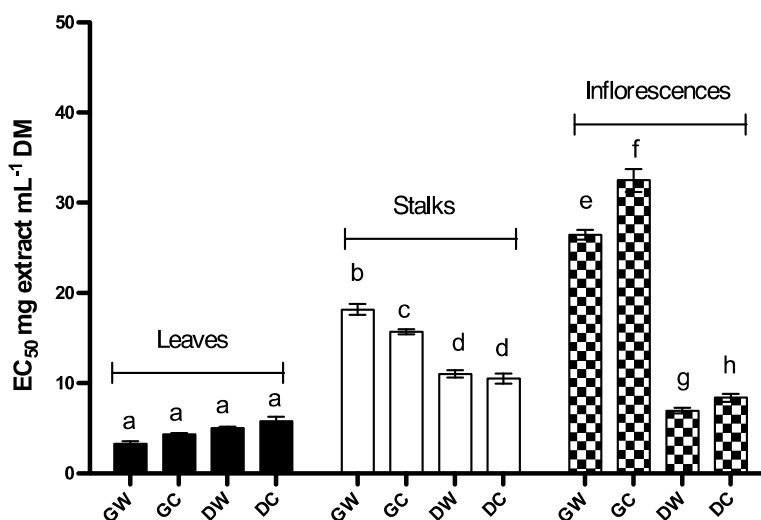 EC50 mg extract mL-1 DM
50
40
30
20
10
0
Leaves
a a a a
Stalks
b c d d
Inflorescences
e f g h
GW GC DW DC GW GC DW DC GW GC DW DC